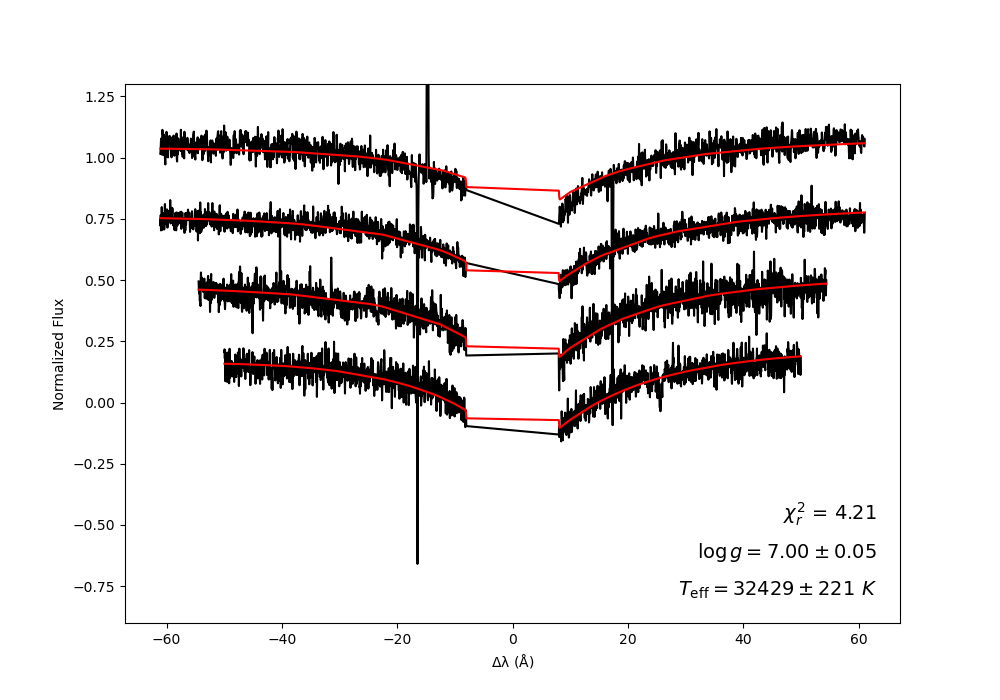 1.25
1.00
0.75
0.50
0.25
0.00
−0.25
−0.50
−0.75
Normalized Flux
χ²ᵣ = 4.21
log g = 7.00 ± 0.05
T_eff = 32429 ± 221 K
−60 −40 −20 0 20 40 60
Δλ (Å)